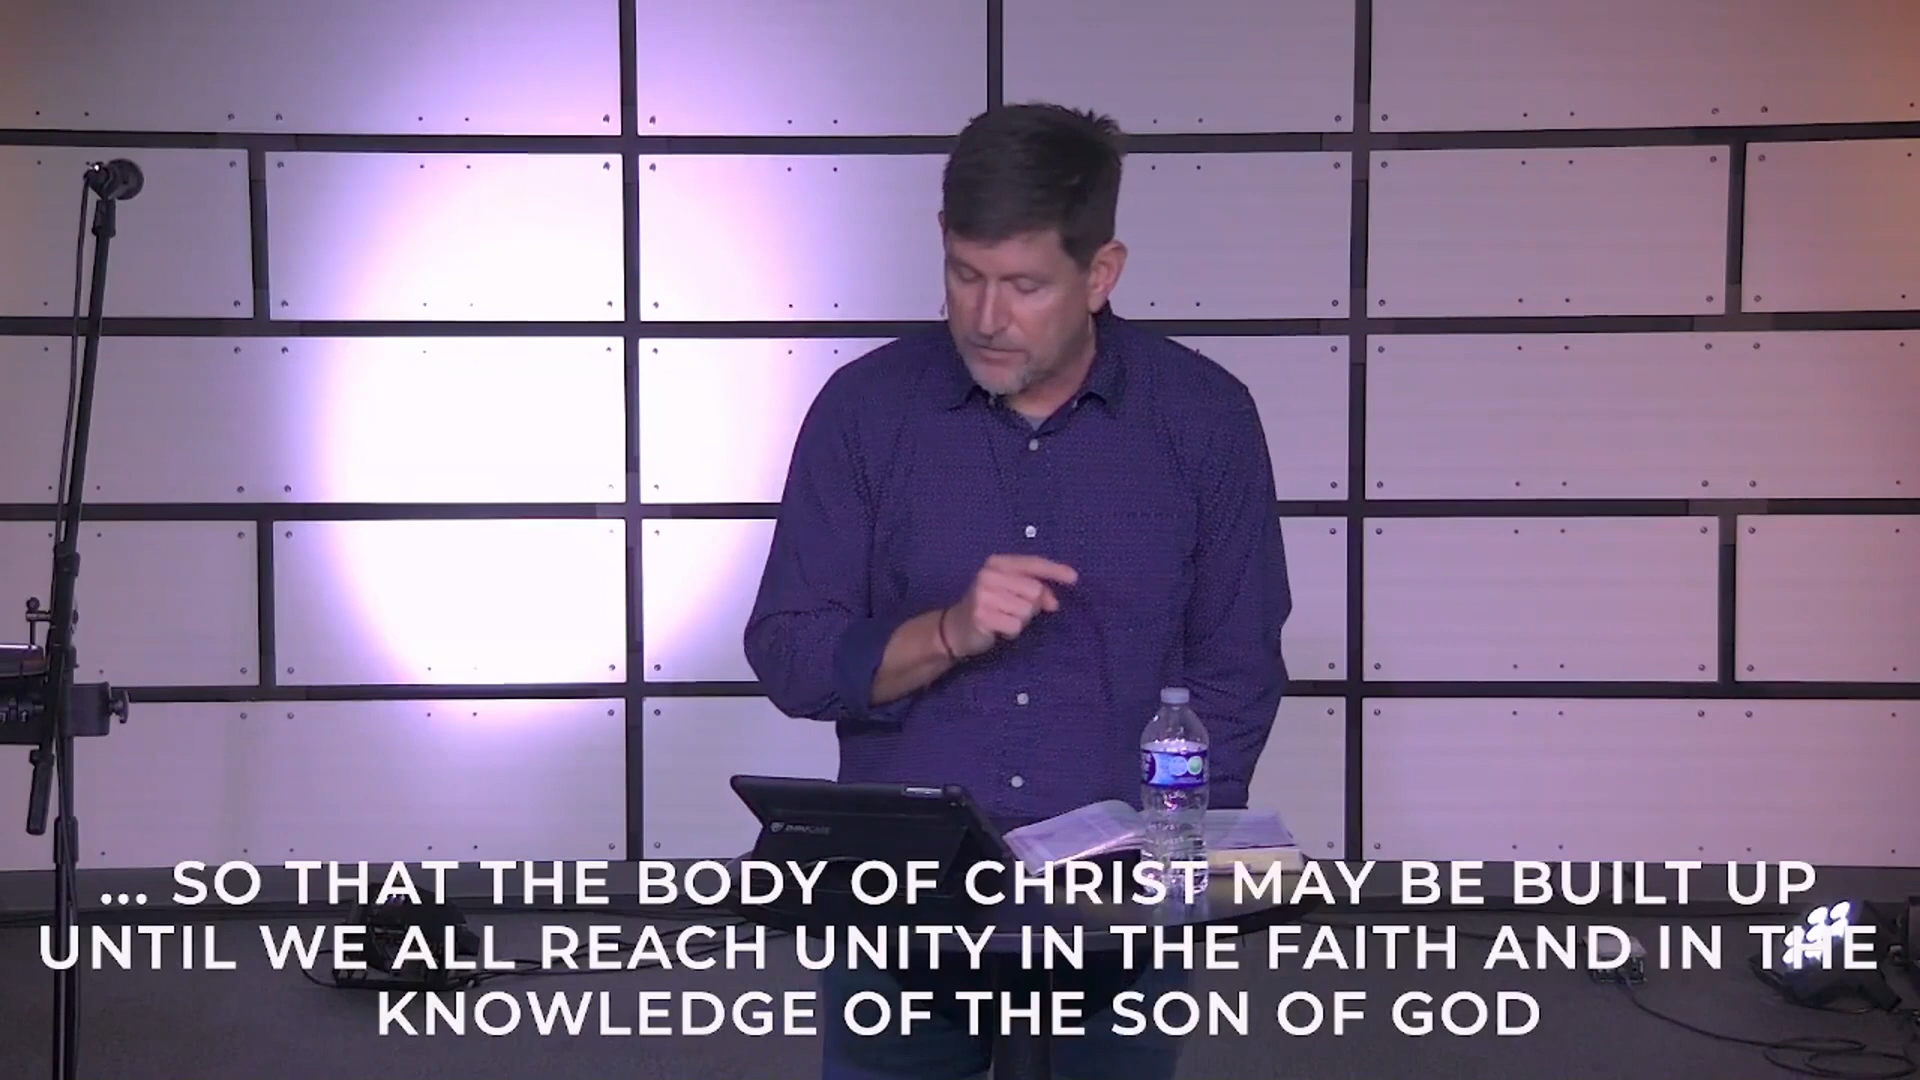 ... SO THAT THE BODY OF CHRIST MAY BE BUILT UP
UNTIL WE ALL REACH UNITY IN THE FAITH AND IN THE
KNOWLEDGE OF THE SON OF GOD